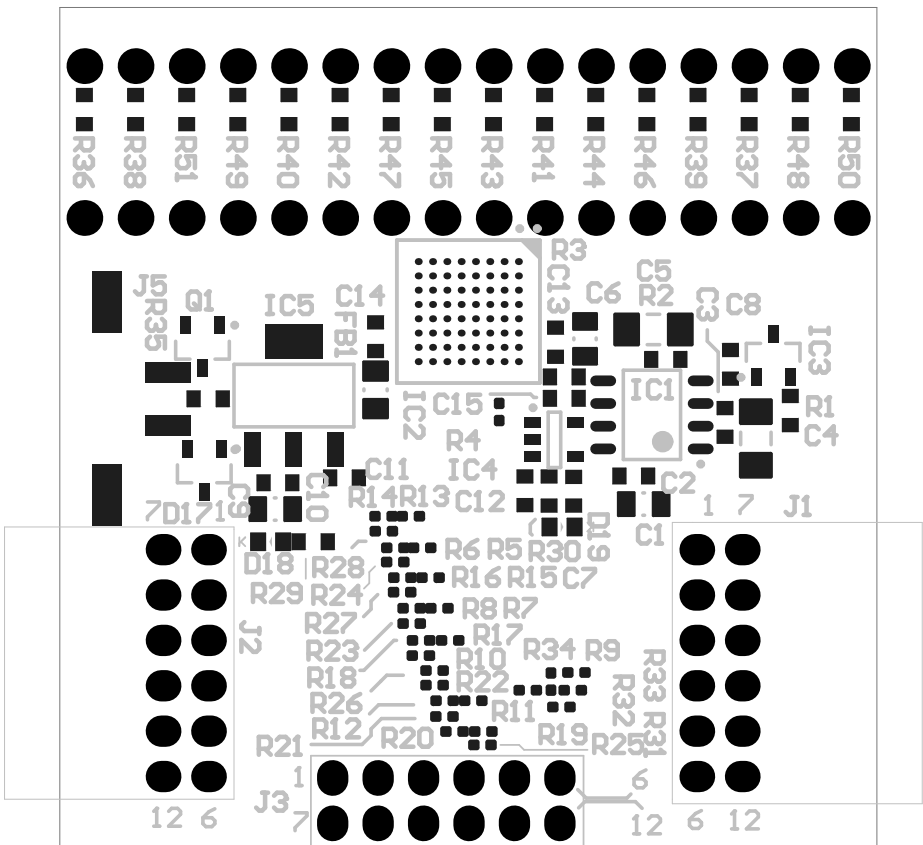 R36 R38 R51 R49 R40 R42 R47 R45 R43 R41 R44 R46 R39 R37 R48 R50
R3
J5 R35 Q1 IC5 C14 FB1 C13 C6 C5 R2 C3 C8 IC3
IC1
IC2 C15 R1
R4 C4
IC4
C9 C10 C11 C2
R14 R13 C12
7 D17 1 D19 C1 1 7 J1
K D18 R28 R6 R5 R30
R29 R24 R16 R15 C7
R27 R8 R7
J2 R23 R17 R34 R9
R18 R10 R33
R26 R22 R32
R12 R11 R31
R21 R20 R19 R25
1 6
J3
7 12
12 6 6 12